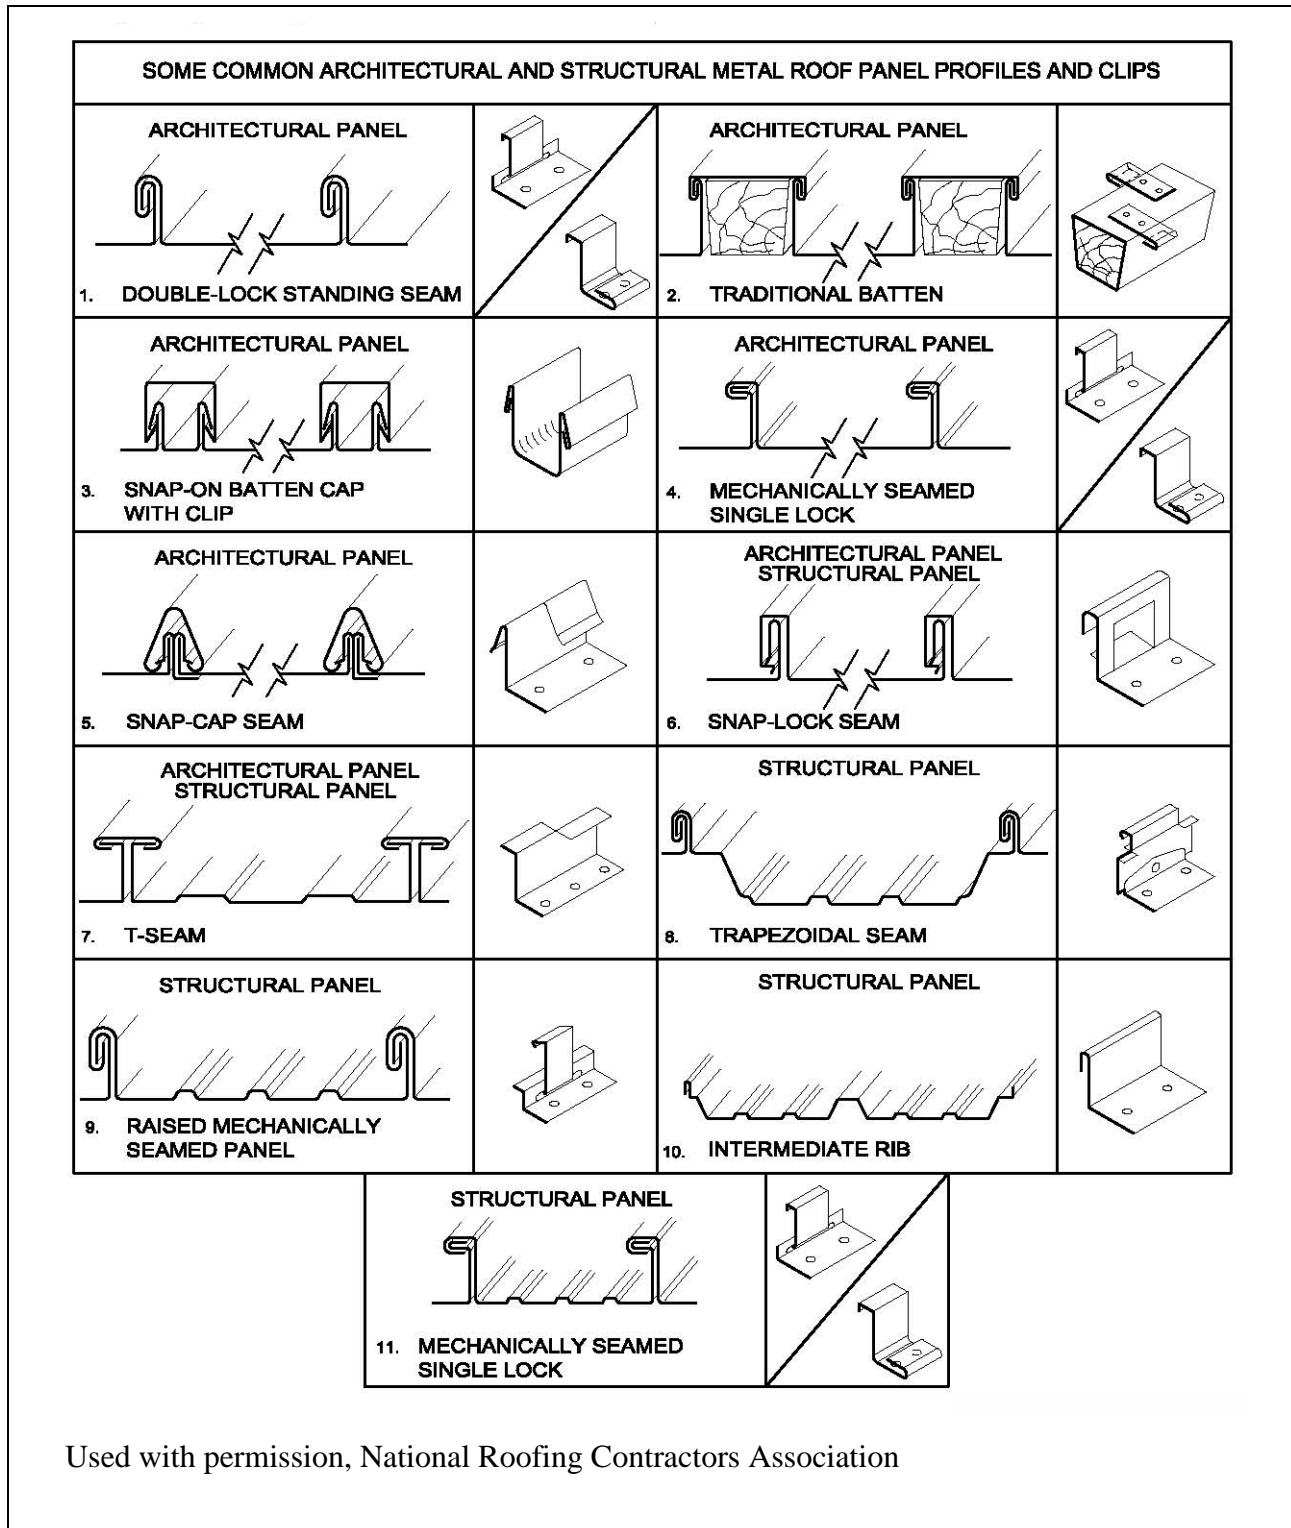 SOME COMMON ARCHITECTURAL AND STRUCTURAL METAL ROOF PANEL PROFILES AND CLIPS
ARCHITECTURAL PANEL
1. DOUBLE-LOCK STANDING SEAM
ARCHITECTURAL PANEL
2. TRADITIONAL BATTEN
ARCHITECTURAL PANEL
3. SNAP-ON BATTEN CAP
WITH CLIP
ARCHITECTURAL PANEL
4. MECHANICALLY SEAMED
SINGLE LOCK
ARCHITECTURAL PANEL
5. SNAP-CAP SEAM
ARCHITECTURAL PANEL
STRUCTURAL PANEL
6. SNAP-LOCK SEAM
ARCHITECTURAL PANEL
STRUCTURAL PANEL
7. T-SEAM
STRUCTURAL PANEL
8. TRAPEZOIDAL SEAM
STRUCTURAL PANEL
9. RAISED MECHANICALLY
SEAMED PANEL
STRUCTURAL PANEL
10. INTERMEDIATE RIB
STRUCTURAL PANEL
11. MECHANICALLY SEAMED
SINGLE LOCK
Used with permission, National Roofing Contractors Association